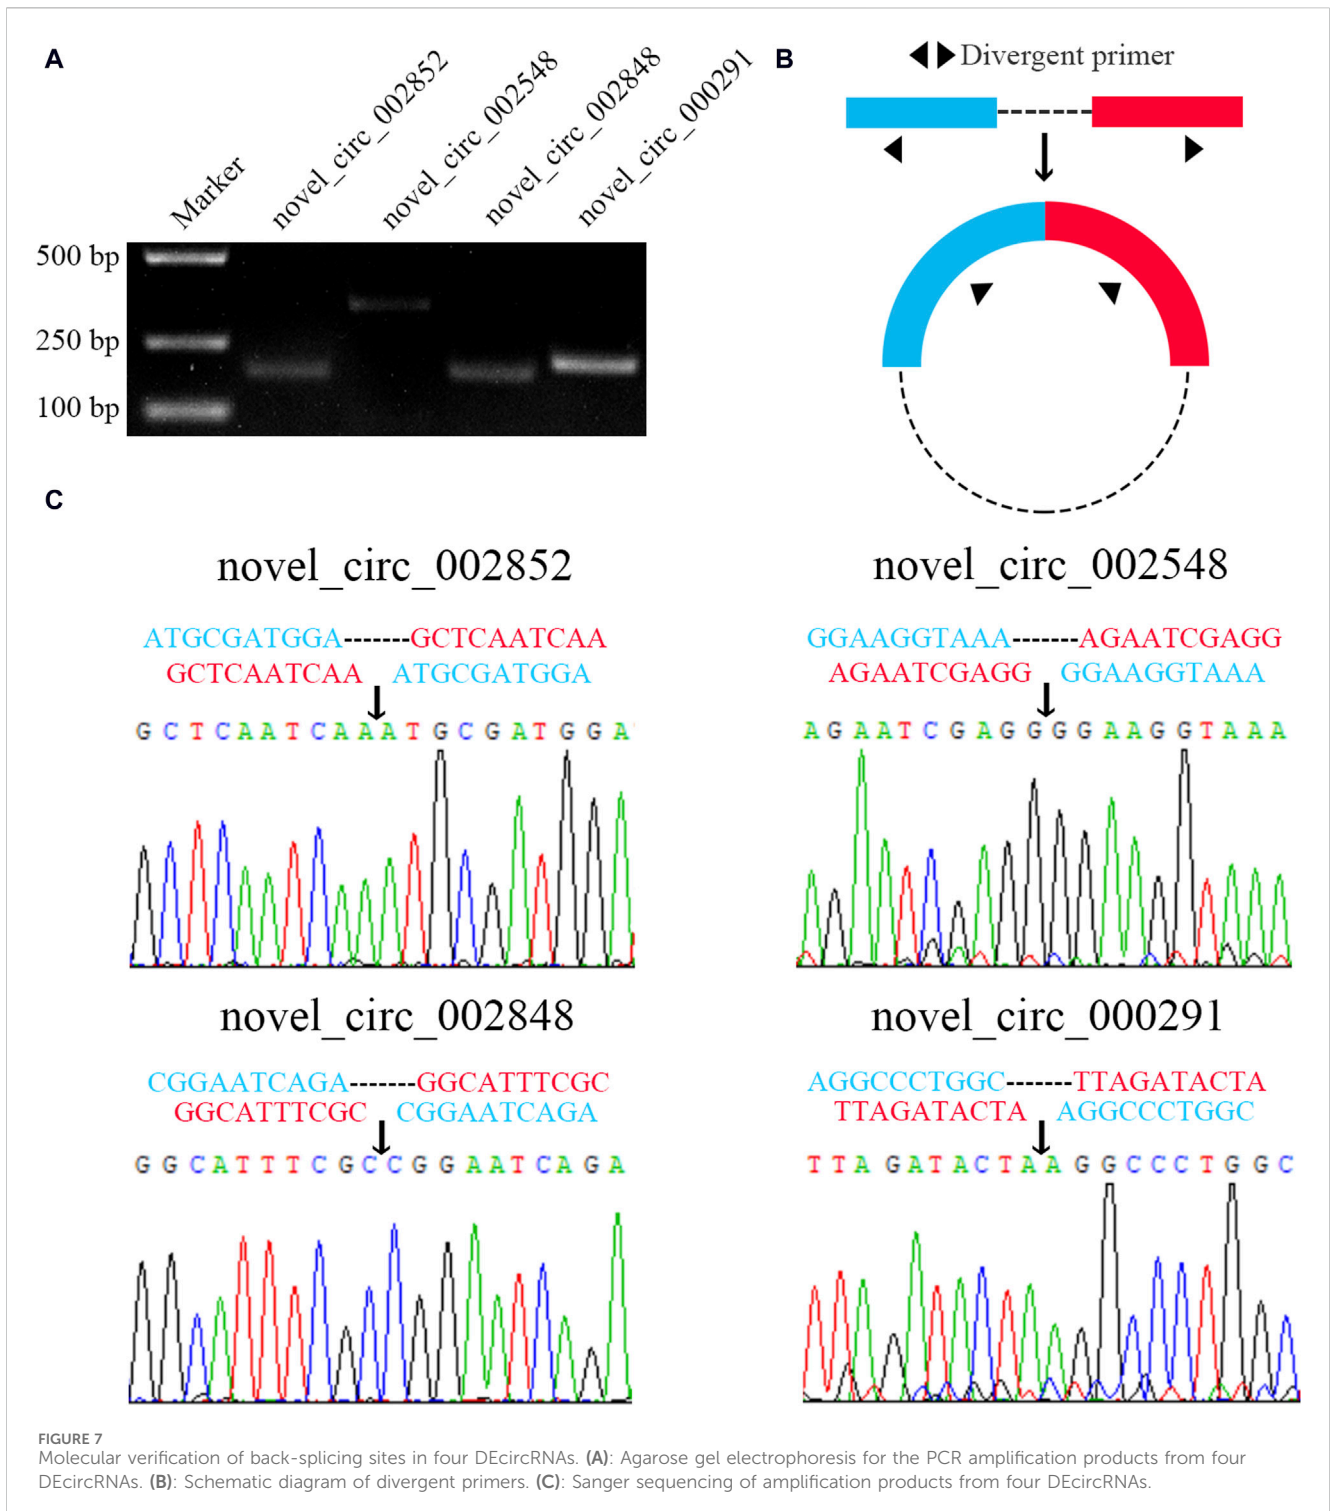 A
Marker
novel_circ_002852
novel_circ_002548
novel_circ_002848
novel_circ_000291
500 bp
250 bp
100 bp
B
Divergent primer
C
novel_circ_002852
ATGCGATGGA-------GCTCAATCAA
GCTCAATCAA ATGCGATGGA
GCTCAATCAAATGCGATGGA
novel_circ_002548
GGAAGGTAAA-------AGAATCGAGG
AGAATCGAGG GGAAGGTAAA
AGAATCGAGGGGAAGGTAAA
novel_circ_002848
CGGAATCAGA-------GGCATTTCGC
GGCATTTCGC CGGAATCAGA
GGCATTTCGCCGGAATCAGA
novel_circ_000291
AGGCCCTGGC-------TTAGATACTA
TTAGATACTA AGGCCCTGGC
TTAGATACTAAGGCCCTGGC
FIGURE 7
Molecular verification of back-splicing sites in four DEcircRNAs. (A): Agarose gel electrophoresis for the PCR amplification products from four
DEcircRNAs. (B): Schematic diagram of divergent primers. (C): Sanger sequencing of amplification products from four DEcircRNAs.